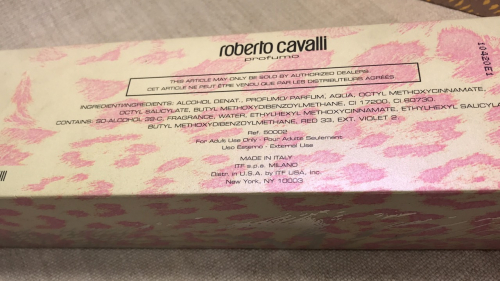 roberto cavalli
profumo
THIS ARTICLE MAY ONLY BE SOLD BY AUTHORIZED DEALERS.
CET ARTICLE NE PEUT ÊTRE VENDU QUE PAR LES DISTRIBUTEURS AGRÉÉS.
INGREDIENTI/INGREDIENTS: ALCOHOL DENAT., PROFUMO/PARFUM, AQUA, OCTYL METHOXYCINNAMATE,
OCTYL SALICYLATE, BUTYL METHOXYDIBENZOYLMETHANE, CI 17200, CI 60730.
CONTAINS: SD-ALCOHOL 39-C, FRAGRANCE, WATER, ETHYLHEXYL METHOXYCINNAMATE, ETHYLHEXYL SALICY
BUTYL METHOXYDIBENZOYLMETHANE, RED 33, EXT. VIOLET 2.
Ref. 50002
For Adult Use Only - Pour Adulte Seulement
Uso Esterno - External Use
MADE IN ITALY
ITF s.p.a. MILANO
Distr. in U.S.A. by ITF USA, Inc.
New York, NY 10003
10420E1